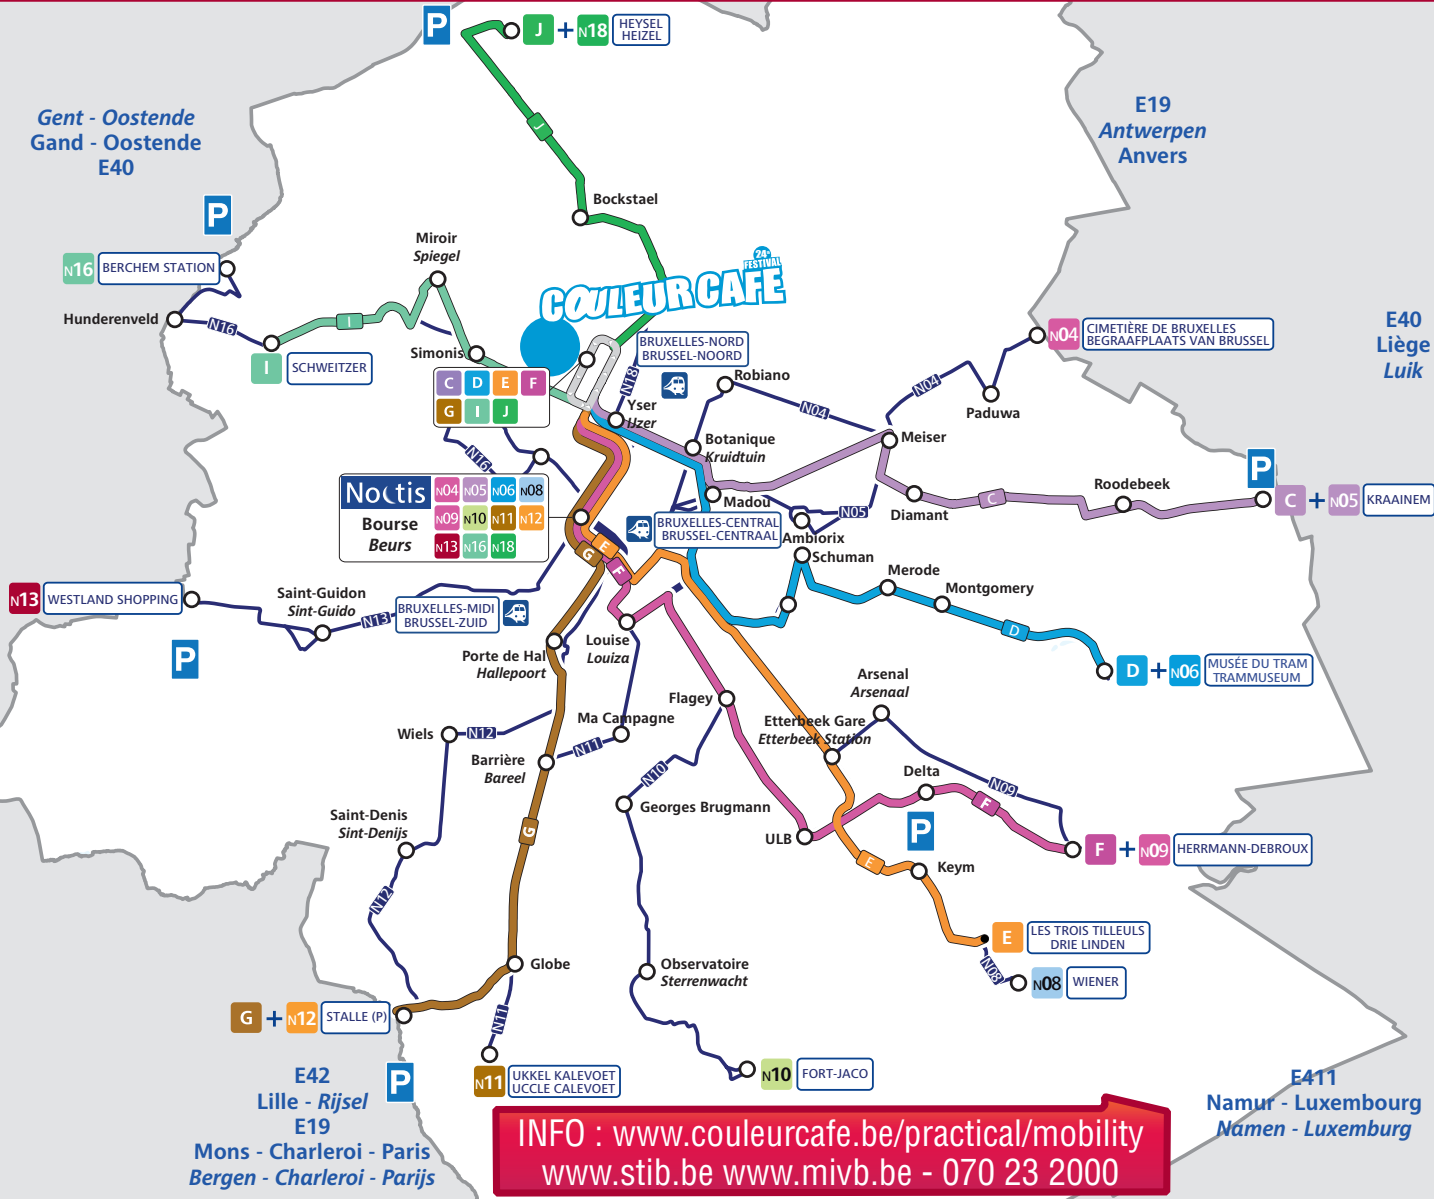 P
J + N18 HEYSEL
HEIZEL
Gent - Oostende
Gand - Oostende
E40
E19
Antwerpen
Anvers
J
P
Bockstael
Miroir
Spiegel
24e
FESTIVAL
COULEUR CAFE
N16 BERCHEM STATION
Hunderenveld
N16
I
I SCHWEITZER
Simonis
BRUXELLES-NORD
BRUSSEL-NOORD
N18
C D E F
G I J
Yser
IJzer
Robiano
N04
N04
N04 CIMETIÈRE DE BRUXELLES
BEGRAAFPLAATS VAN BRUSSEL
Paduwa
E40
Liège
Luik
Botanique
Kruidtuin
Meiser
N16
Madou
Diamant
C
Roodebeek
P
C + N05 KRAAINEM
N05
Noctis N04 N05 N06 N08
Bourse N09 N10 N11 N12
Beurs N13 N16 N18
BRUXELLES-CENTRAL
BRUSSEL-CENTRAAL
Ambiorix
Schuman
E
G
F
Merode
Montgomery
D
D + N06 MUSÉE DU TRAM
TRAMMUSEUM
N13 WESTLAND SHOPPING
Saint-Guidon
Sint-Guido
N13
BRUXELLES-MIDI
BRUSSEL-ZUID
P
Louise
Louiza
Porte de Hal
Hallepoort
Flagey
Arsenal
Arsenaal
Ma Campagne
Etterbeek Gare
Etterbeek Station
Wiels
N12
N11
Barrière
Bareel
N10
Georges Brugmann
Delta
N09
F
P
ULB
E
F + N09 HERRMANN-DEBROUX
Saint-Denis
Sint-Denijs
G
Keym
N12
E LES TROIS TILLEULS
DRIE LINDEN
N08
N08 WIENER
Globe
Observatoire
Sterrenwacht
G + N12 STALLE (P)
N11
N11 UKKEL KALEVOET
UCCLE CALEVOET
N10 FORT-JACO
P
E42
Lille - Rijsel
E19
Mons - Charleroi - Paris
Bergen - Charleroi - Parijs
E411
Namur - Luxembourg
Namen - Luxemburg
INFO : www.couleurcafe.be/practical/mobility
www.stib.be www.mivb.be - 070 23 2000